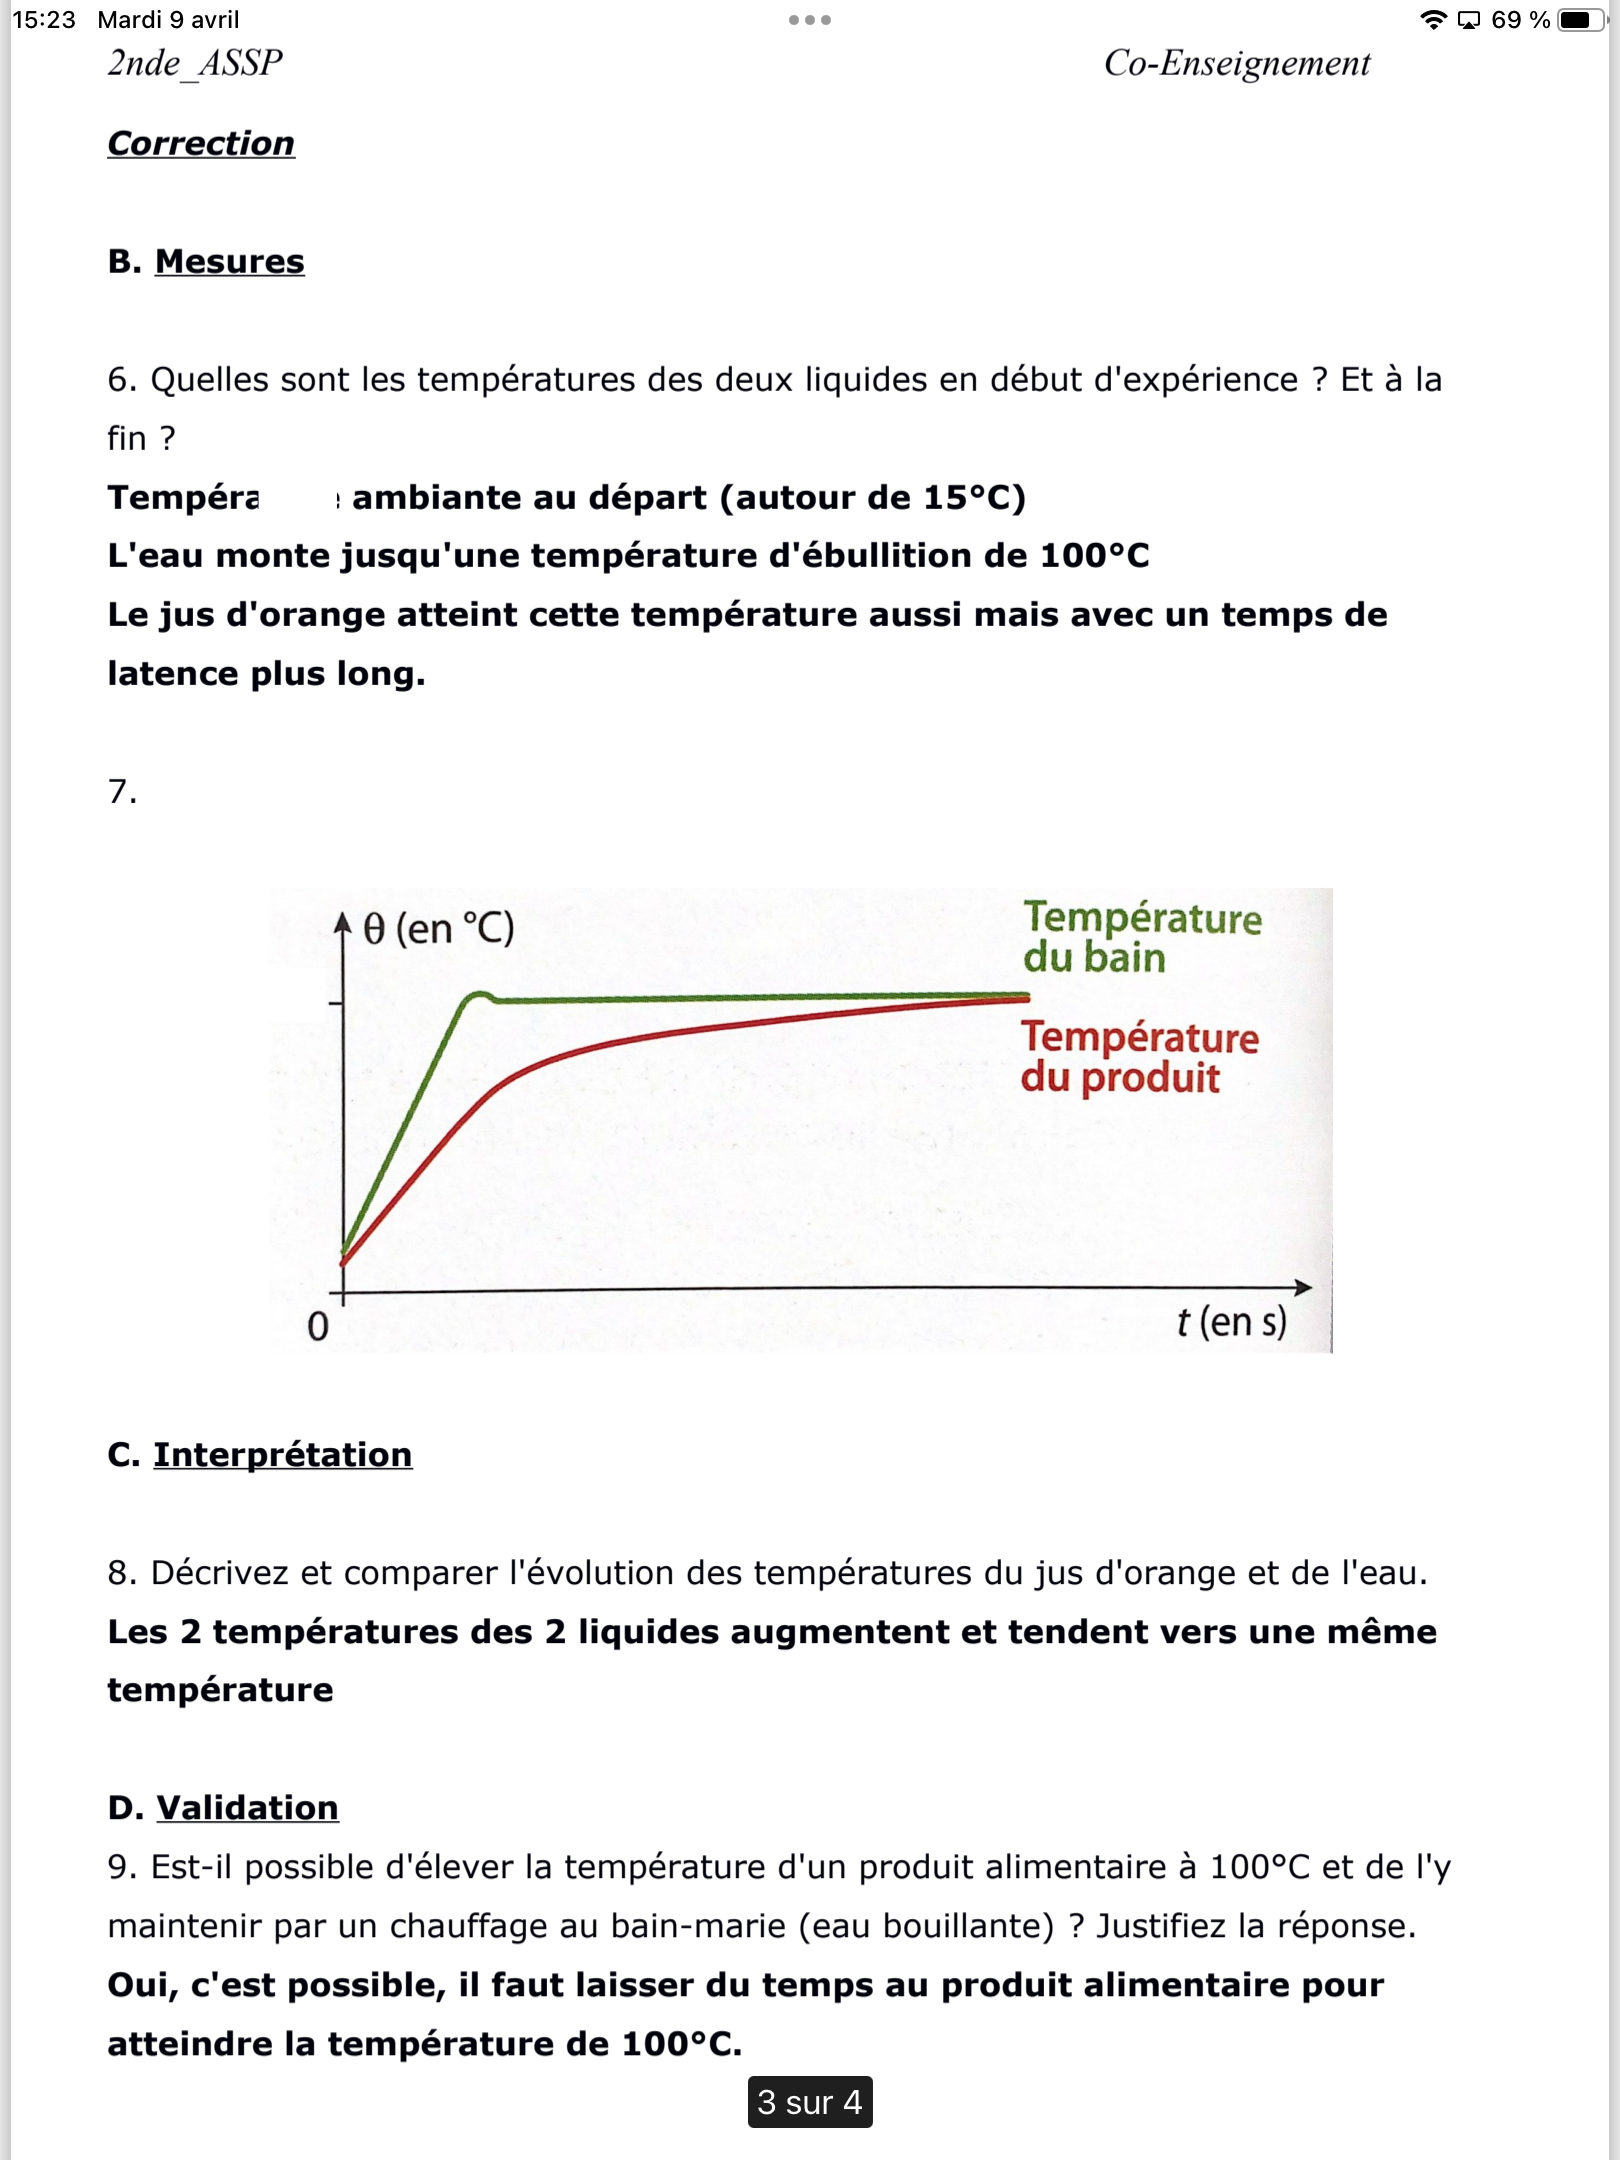 15:23 Mardi 9 avril
69 %
2nde_ASSP Co-Enseignement
Correction
B. Mesures
6. Quelles sont les températures des deux liquides en début d'expérience ? Et à la
fin ?
Tempéra ambiante au départ (autour de 15°C)
L'eau monte jusqu'une température d'ébullition de 100°C
Le jus d'orange atteint cette température aussi mais avec un temps de
latence plus long.
7.
θ (en °C)
Température
du bain
Température
du produit
0
t (en s)
C. Interprétation
8. Décrivez et comparer l'évolution des températures du jus d'orange et de l'eau.
Les 2 températures des 2 liquides augmentent et tendent vers une même
température
D. Validation
9. Est-il possible d'élever la température d'un produit alimentaire à 100°C et de l'y
maintenir par un chauffage au bain-marie (eau bouillante) ? Justifiez la réponse.
Oui, c'est possible, il faut laisser du temps au produit alimentaire pour
atteindre la température de 100°C.
3 sur 4